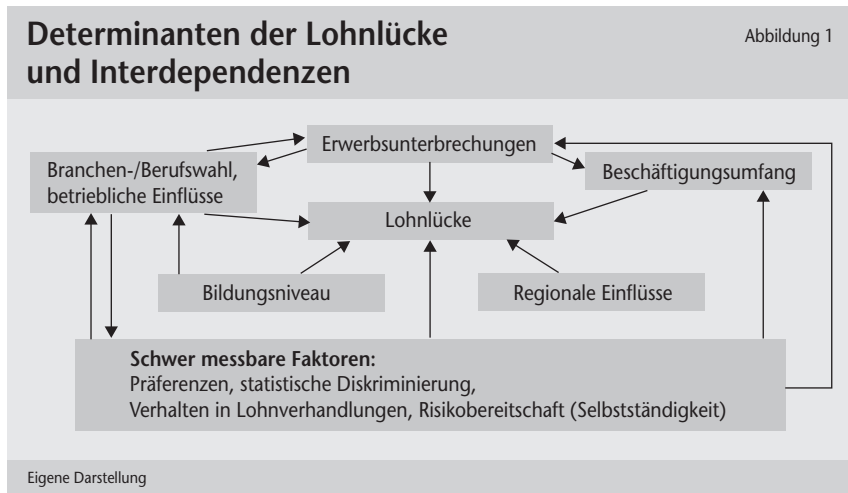 Determinanten der Lohnlücke
und Interdependenzen
Abbildung 1
Erwerbsunterbrechungen
Branchen-/Berufswahl,
betriebliche Einflüsse
Beschäftigungsumfang
Lohnlücke
Bildungsniveau
Regionale Einflüsse
Schwer messbare Faktoren:
Präferenzen, statistische Diskriminierung,
Verhalten in Lohnverhandlungen, Risikobereitschaft (Selbstständigkeit)
Eigene Darstellung